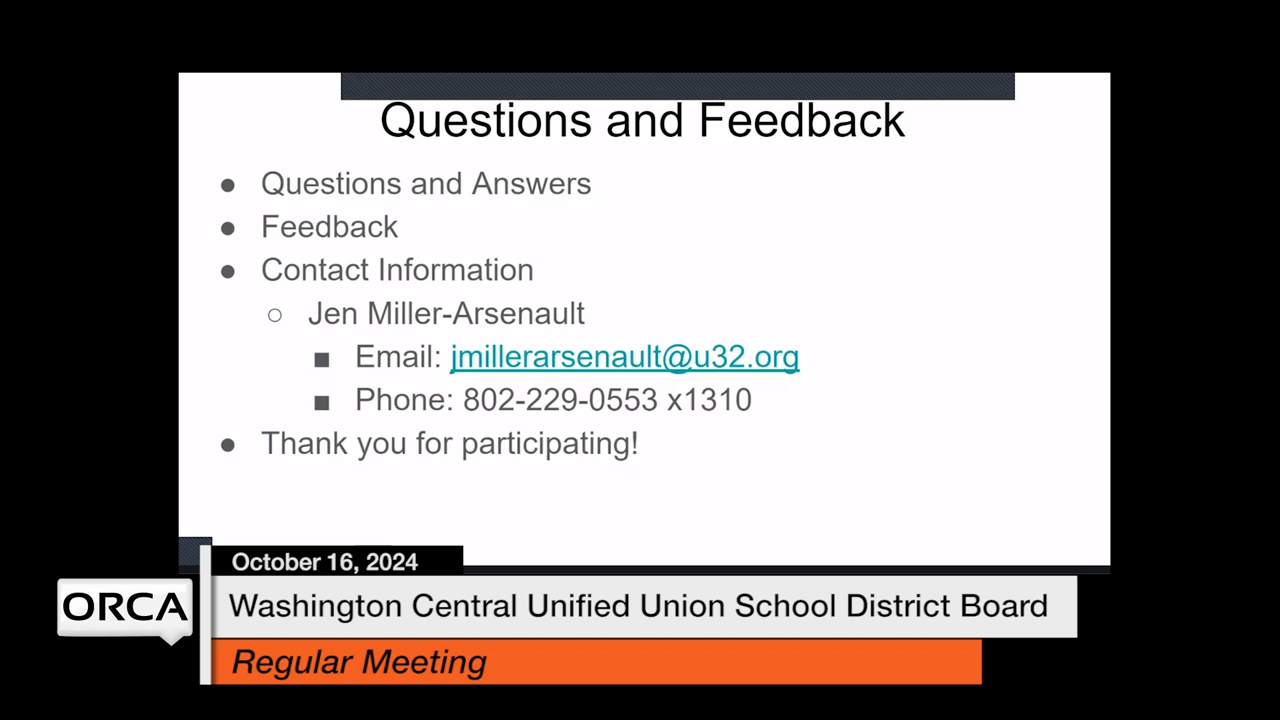 Questions and Feedback
● Questions and Answers
● Feedback
● Contact Information
○ Jen Miller-Arsenault
■ Email: jmillerarsenault@u32.org
■ Phone: 802-229-0553 x1310
● Thank you for participating!
October 16, 2024
ORCA
Washington Central Unified Union School District Board
Regular Meeting